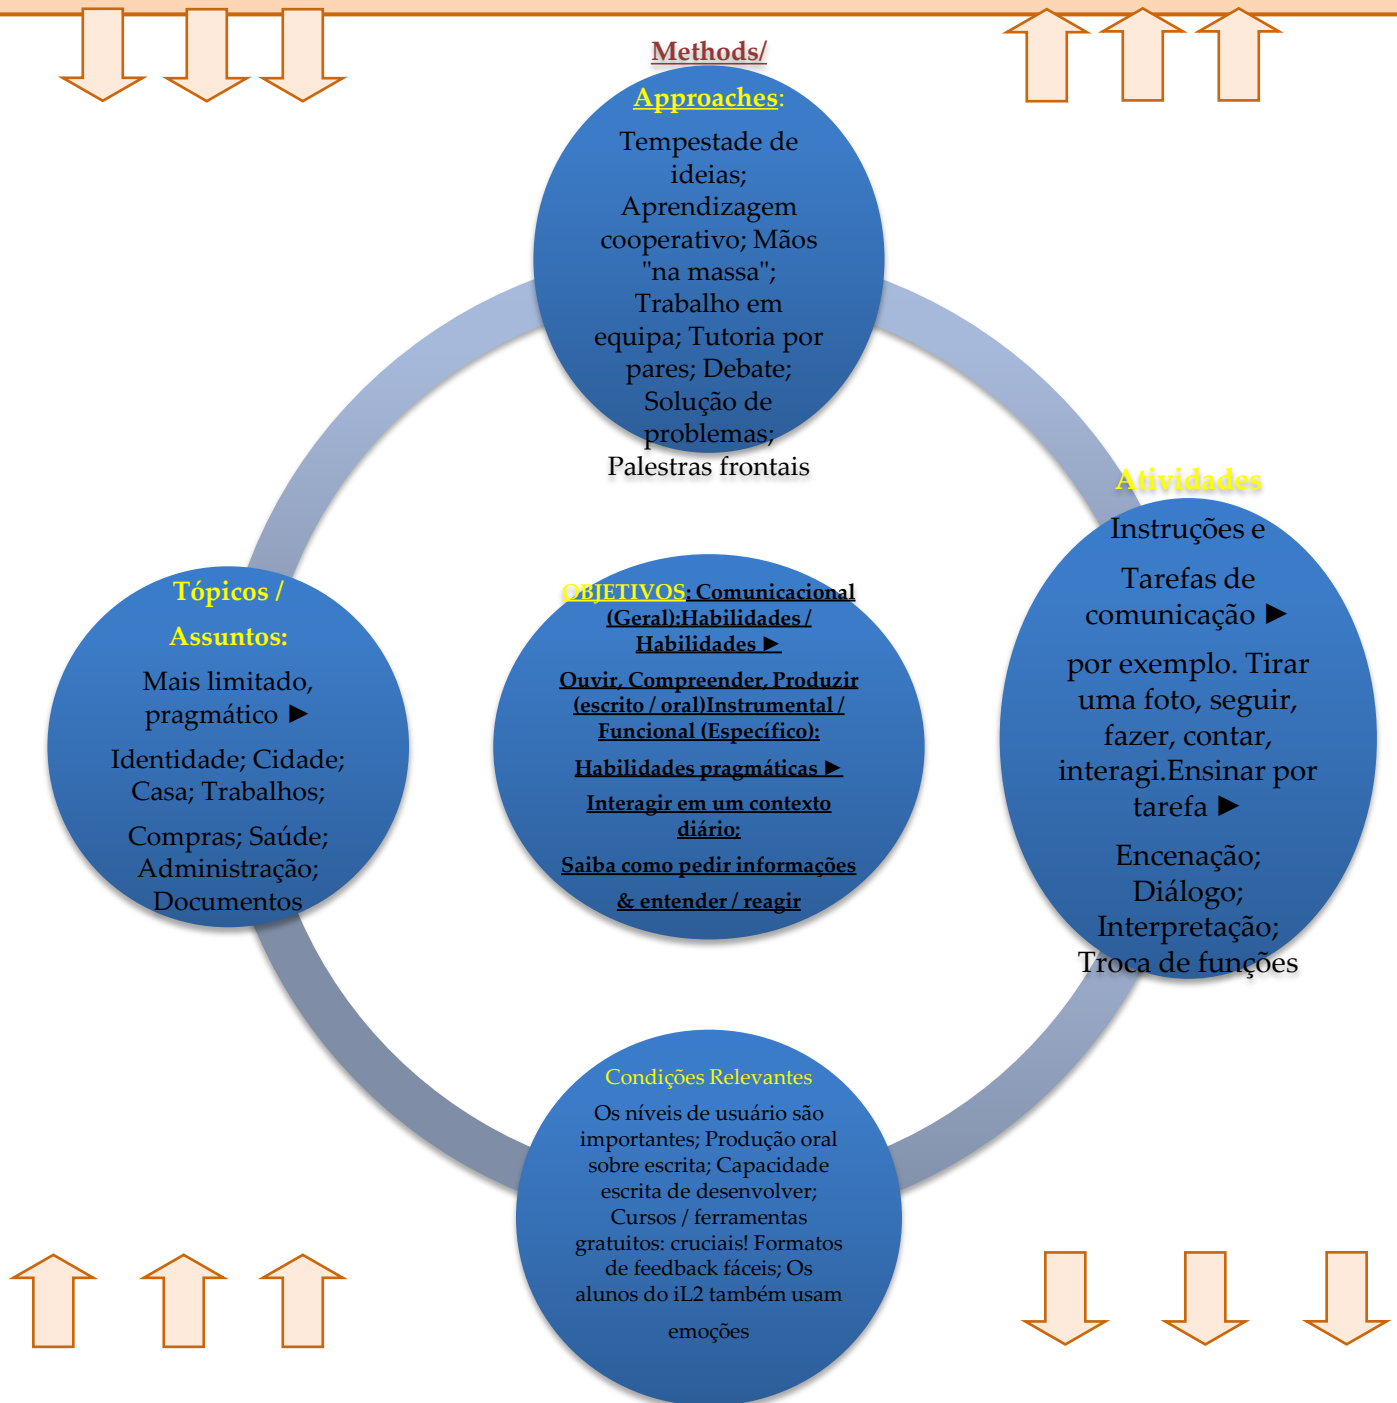 Methods/
Approaches:
Tempestade de
ideias;
Aprendizagem
cooperativo; Mãos
"na massa";
Trabalho em
equipa; Tutoria por
pares; Debate;
Solução de
problemas;
Palestras frontais
Atividades
Instruções e
Tarefas de
comunicação ►
por exemplo. Tirar
uma foto, seguir,
fazer, contar,
interagi.Ensinar por
tarefa ►
Encenação;
Diálogo;
Interpretação;
Troca de funções
Tópicos /
Assuntos:
Mais limitado,
pragmático ►
Identidade; Cidade;
Casa; Trabalhos;
Compras; Saúde;
Administração;
Documentos
OBJETIVOS: Comunicacional
(Geral):Habilidades /
Habilidades ►
Ouvir, Compreender, Produzir
(escrito / oral)Instrumental /
Funcional (Específico):
Habilidades pragmáticas ►
Interagir em um contexto
diário;
Saiba como pedir informações
& entender / reagir
Condições Relevantes
Os níveis de usuário são
importantes; Produção oral
sobre escrita; Capacidade
escrita de desenvolver;
Cursos / ferramentas
gratuitos: cruciais! Formatos
de feedback fáceis; Os
alunos do iL2 também usam
emoções